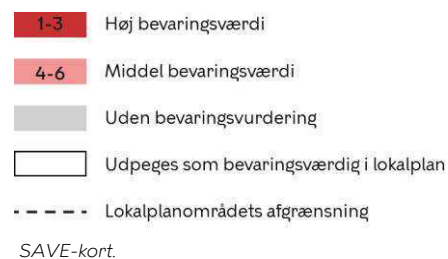 1-3 Høj bevaringsværdi
4-6 Middel bevaringsværdi
Uden bevaringsvurdering
Udpeges som bevaringsværdig i lokalplan
Lokalplanområdets afgrænsning
SAVE-kort.